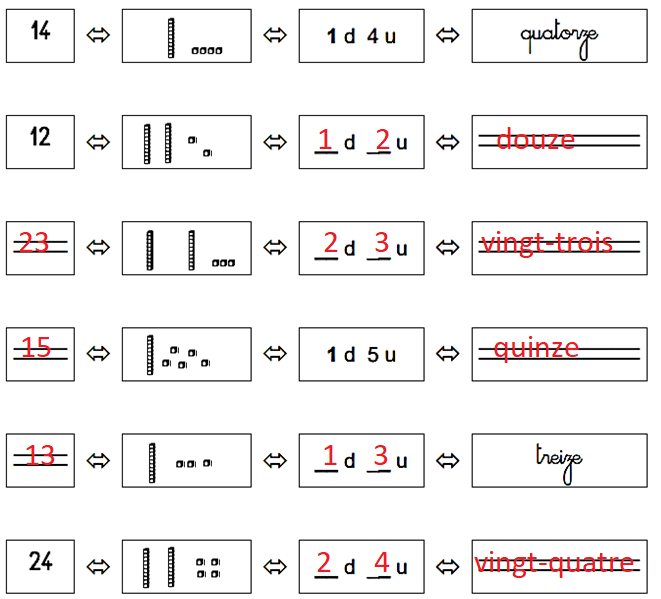 14 ⇔ ⇔ 1 d 4 u ⇔ quatorze
12 ⇔ ⇔ 1 d 2 u ⇔ douze
23 ⇔ ⇔ 2 d 3 u ⇔ vingt-trois
15 ⇔ ⇔ 1 d 5 u ⇔ quinze
13 ⇔ ⇔ 1 d 3 u ⇔ treize
24 ⇔ ⇔ 2 d 4 u ⇔ vingt-quatre